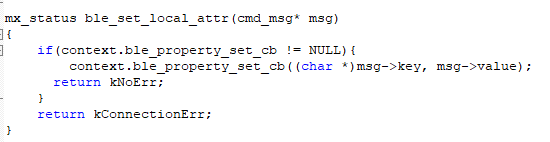 mx_status ble_set_local_attr(cmd_msg* msg)
{
    if(context.ble_property_set_cb != NULL){
        context.ble_property_set_cb((char *)msg->key, msg->value);
      return kNoErr;
    }
    return kConnectionErr;
}